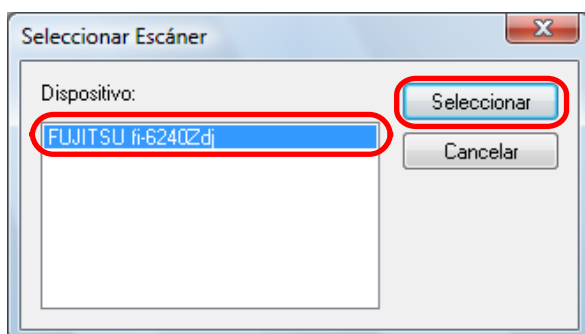 Seleccionar Escáner
Dispositivo:
FUJITSU fi-6240Zdj
Seleccionar
Cancelar